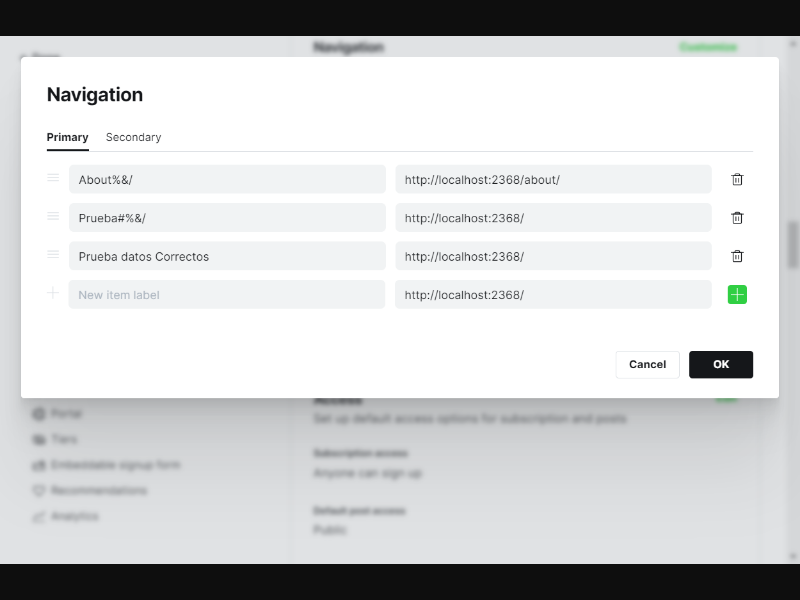 Navigation
Customize
Navigation
Primary
Secondary
About%&/
http://localhost:2368/about/
Prueba#%&/
http://localhost:2368/
Prueba datos Correctos
http://localhost:2368/
New item label
http://localhost:2368/
Cancel
OK
Access
Portal
Set up default access options for subscription and posts
Tiers
Subscription access
Embeddable signup form
Anyone can sign up
Recommendations
Default post access
Analytics
Public